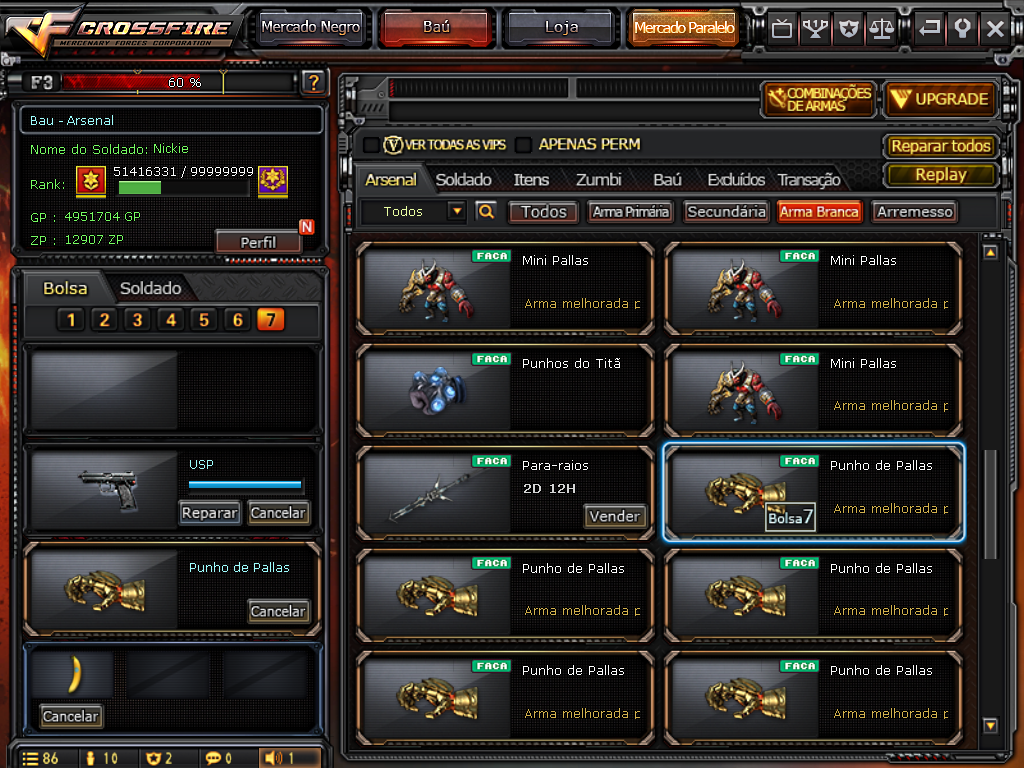 CROSSFIRE
MERCENARY FORCES CORPORATION
Mercado Negro
Baú
Loja
Mercado Paralelo
F3
60 %
?
Bau - Arsenal
Nome do Soldado: Nickie
Rank:
51416331 / 99999999
GP : 4951704 GP
ZP : 12907 ZP
N
Perfil
Bolsa
Soldado
1 2 3 4 5 6 7
USP
Reparar
Cancelar
Punho de Pallas
Cancelar
Cancelar
86
10
2
0
1
COMBINAÇÕES
DE ARMAS
UPGRADE
V VER TODAS AS VIPS
APENAS PERM
Reparar todos
Replay
Arsenal
Soldado
Itens
Zumbi
Baú
Excluídos
Transação
Todos
Todos
Arma Primária
Secundária
Arma Branca
Arremesso
FACA
Mini Pallas
Arma melhorada p
FACA
Mini Pallas
Arma melhorada p
FACA
Punhos do Titã
FACA
Mini Pallas
Arma melhorada p
FACA
Para-raios
2D 12H
Vender
FACA
Punho de Pallas
Bolsa7
Arma melhorada p
FACA
Punho de Pallas
Arma melhorada p
FACA
Punho de Pallas
Arma melhorada p
FACA
Punho de Pallas
Arma melhorada p
FACA
Punho de Pallas
Arma melhorada p